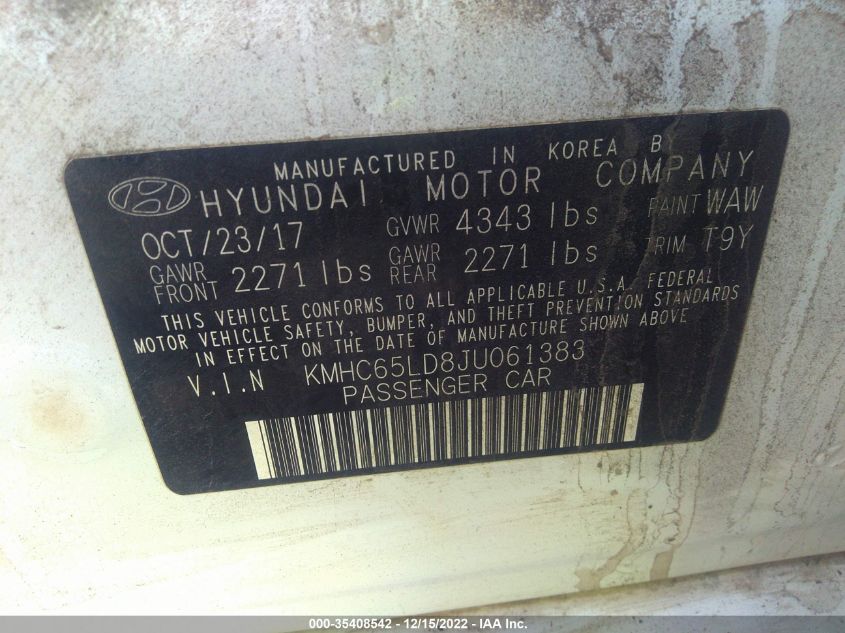 MANUFACTURED IN KOREA B
HYUNDAI MOTOR COMPANY
OCT/23/17 GVWR 4343 lbs PAINT WAW
GAWR FRONT 2271 lbs GAWR REAR 2271 lbs TRIM T9Y
THIS VEHICLE CONFORMS TO ALL APPLICABLE U.S.A. FEDERAL
MOTOR VEHICLE SAFETY, BUMPER, AND THEFT PREVENTION STANDARDS
IN EFFECT ON THE DATE OF MANUFACTURE SHOWN ABOVE
V.I.N KMHC65LD8JU061383
PASSENGER CAR
000-35408542 - 12/15/2022 - IAA Inc.